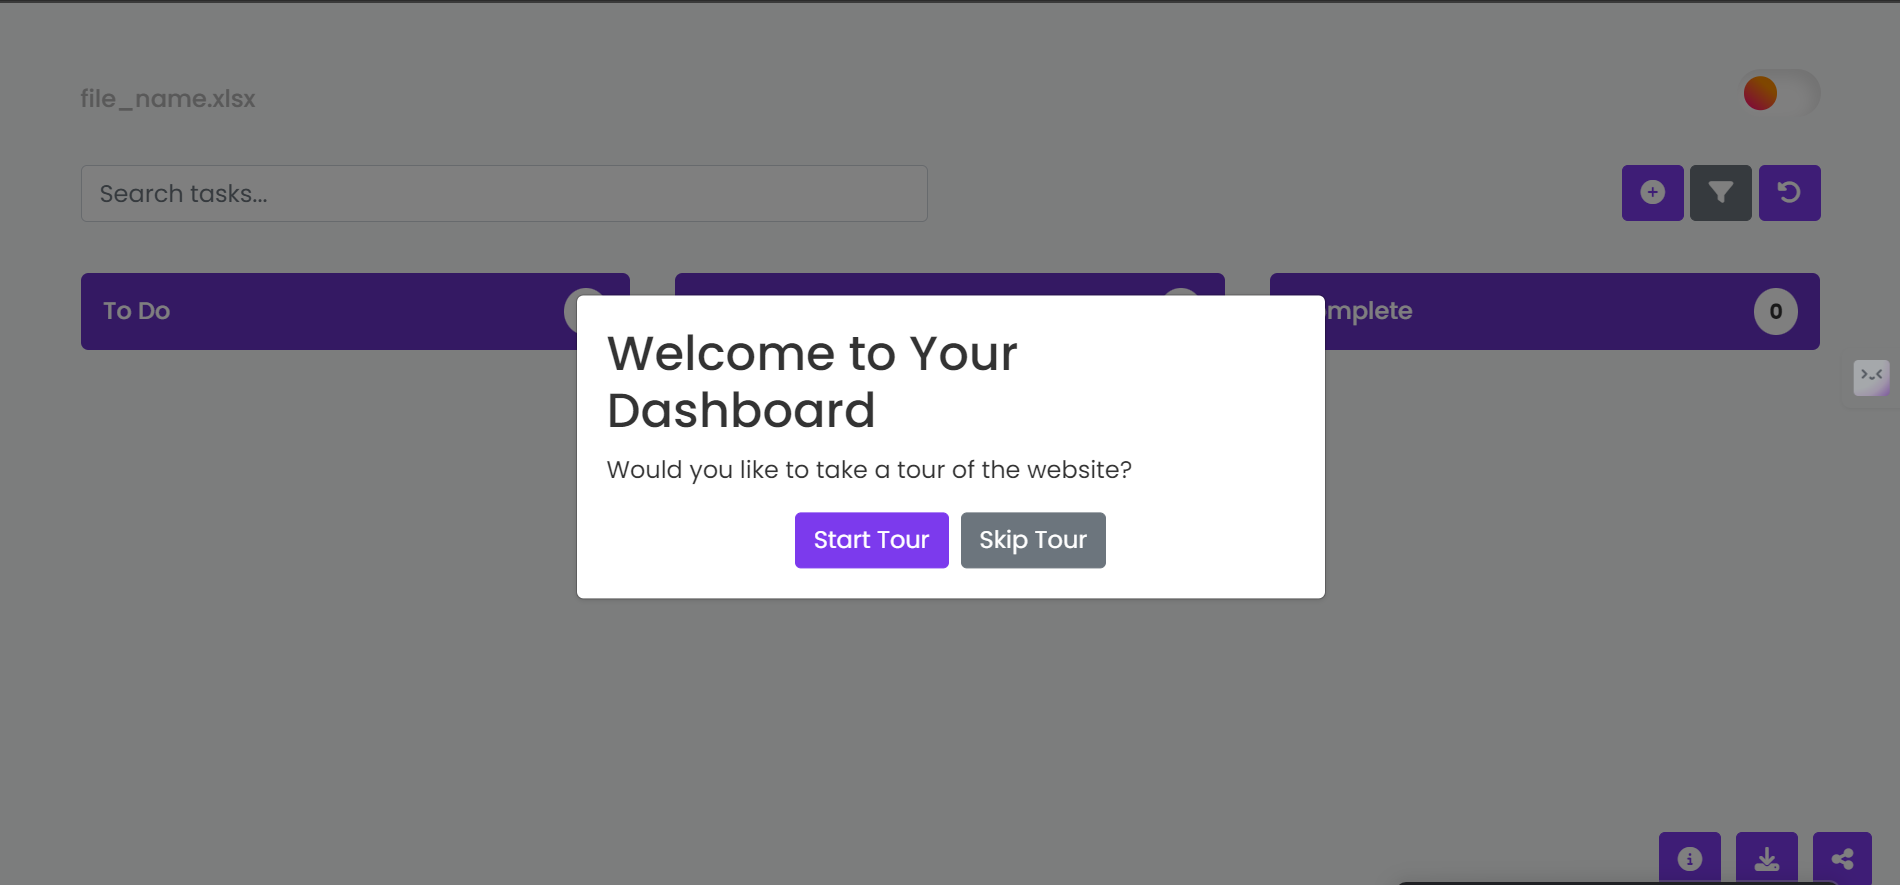 file_name.xlsx
Search tasks...
To Do
mplete
0
Welcome to Your
Dashboard
Would you like to take a tour of the website?
Start Tour
Skip Tour